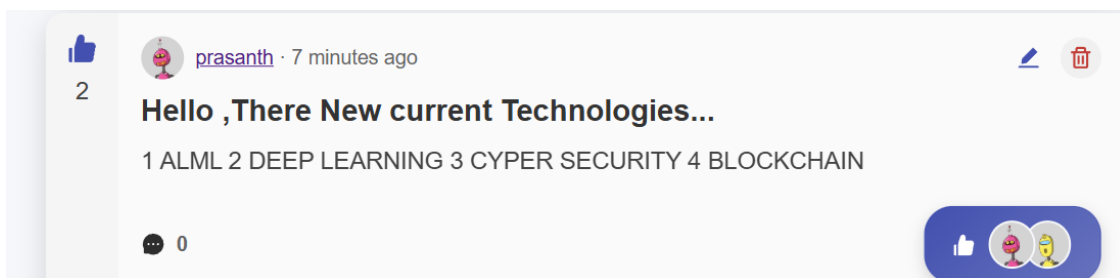 prasanth · 7 minutes ago
2
Hello ,There New current Technologies...
1 ALML 2 DEEP LEARNING 3 CYPER SECURITY 4 BLOCKCHAIN
0